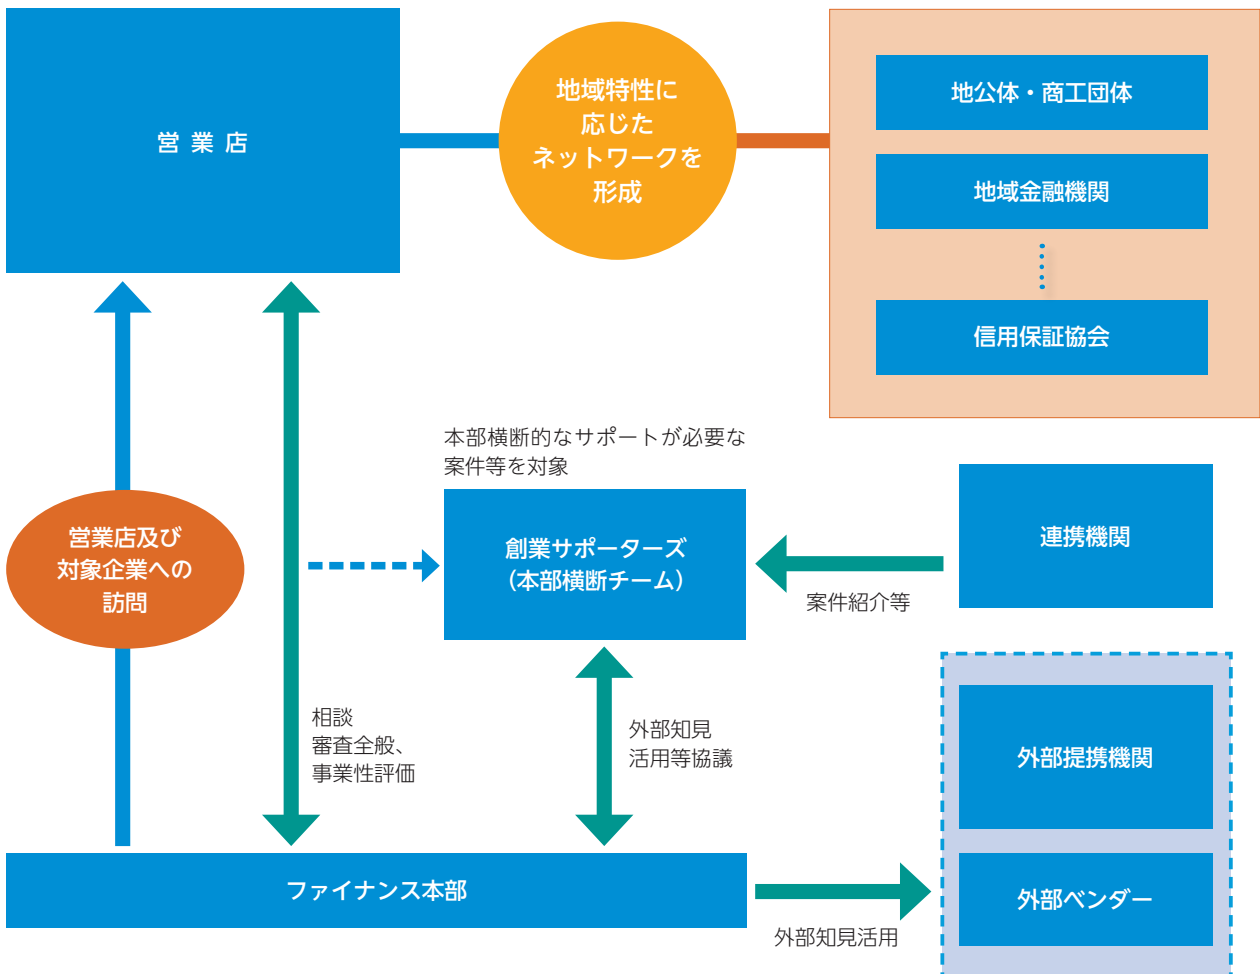 営業店
地域特性に
応じた
ネットワークを
形成
地公体・商工団体
地域金融機関
信用保証協会
本部横断的なサポートが必要な
案件等を対象
営業店及び
対象企業への
訪問
創業サポーターズ
(本部横断チーム)
連携機関
案件紹介等
相談
審査全般、
事業性評価
外部知見
活用等協議
外部提携機関
ファイナンス本部
外部知見活用
外部ベンダー